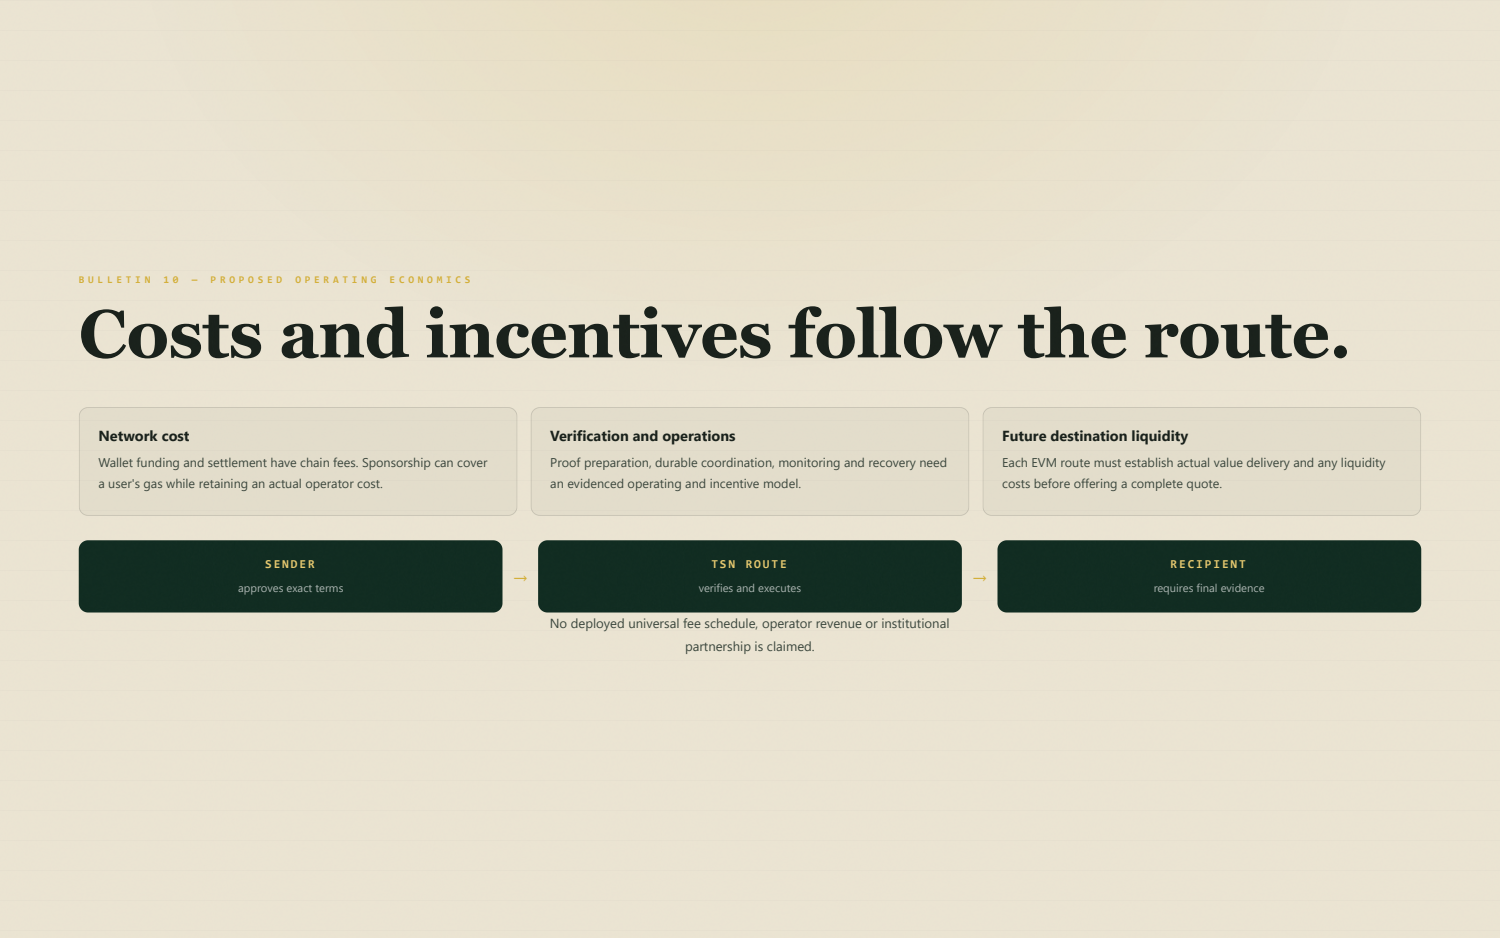 BULLETIN 10 — PROPOSED OPERATING ECONOMICS
Costs and incentives follow the route.
Network cost
Wallet funding and settlement have chain fees. Sponsorship can cover
a user's gas while retaining an actual operator cost.
Verification and operations
Proof preparation, durable coordination, monitoring and recovery need
an evidenced operating and incentive model.
Future destination liquidity
Each EVM route must establish actual value delivery and any liquidity
costs before offering a complete quote.
SENDER
approves exact terms
→
TSN ROUTE
verifies and executes
→
RECIPIENT
requires final evidence
No deployed universal fee schedule, operator revenue or institutional
partnership is claimed.